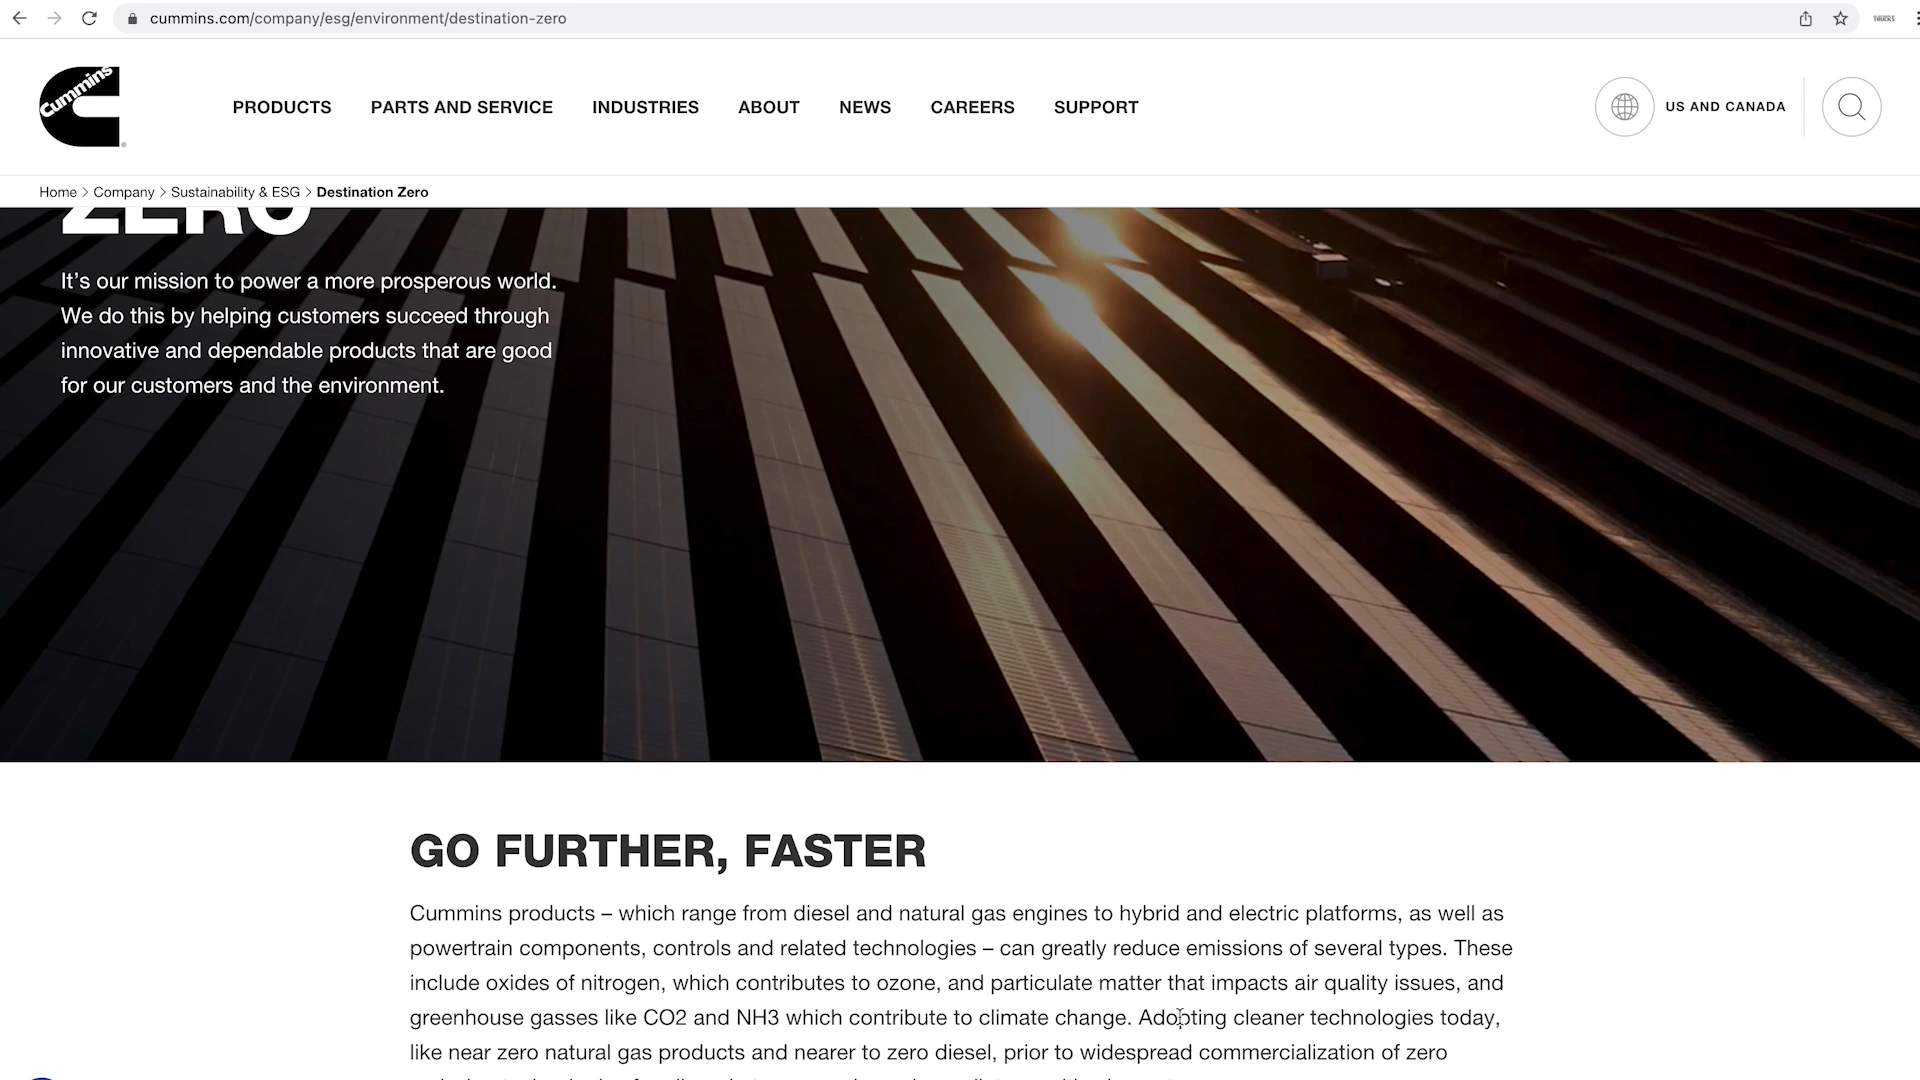 cummins.com/company/esg/environment/destination-zero
TRUCKS
Cummins
PRODUCTS PARTS AND SERVICE INDUSTRIES ABOUT NEWS CAREERS SUPPORT US AND CANADA
Home > Company > Sustainability & ESG > Destination Zero
ZERO
It’s our mission to power a more prosperous world.
We do this by helping customers succeed through
innovative and dependable products that are good
for our customers and the environment.
GO FURTHER, FASTER
Cummins products – which range from diesel and natural gas engines to hybrid and electric platforms, as well as
powertrain components, controls and related technologies – can greatly reduce emissions of several types. These
include oxides of nitrogen, which contributes to ozone, and particulate matter that impacts air quality issues, and
greenhouse gasses like CO2 and NH3 which contribute to climate change. Adopting cleaner technologies today,
like near zero natural gas products and nearer to zero diesel, prior to widespread commercialization of zero